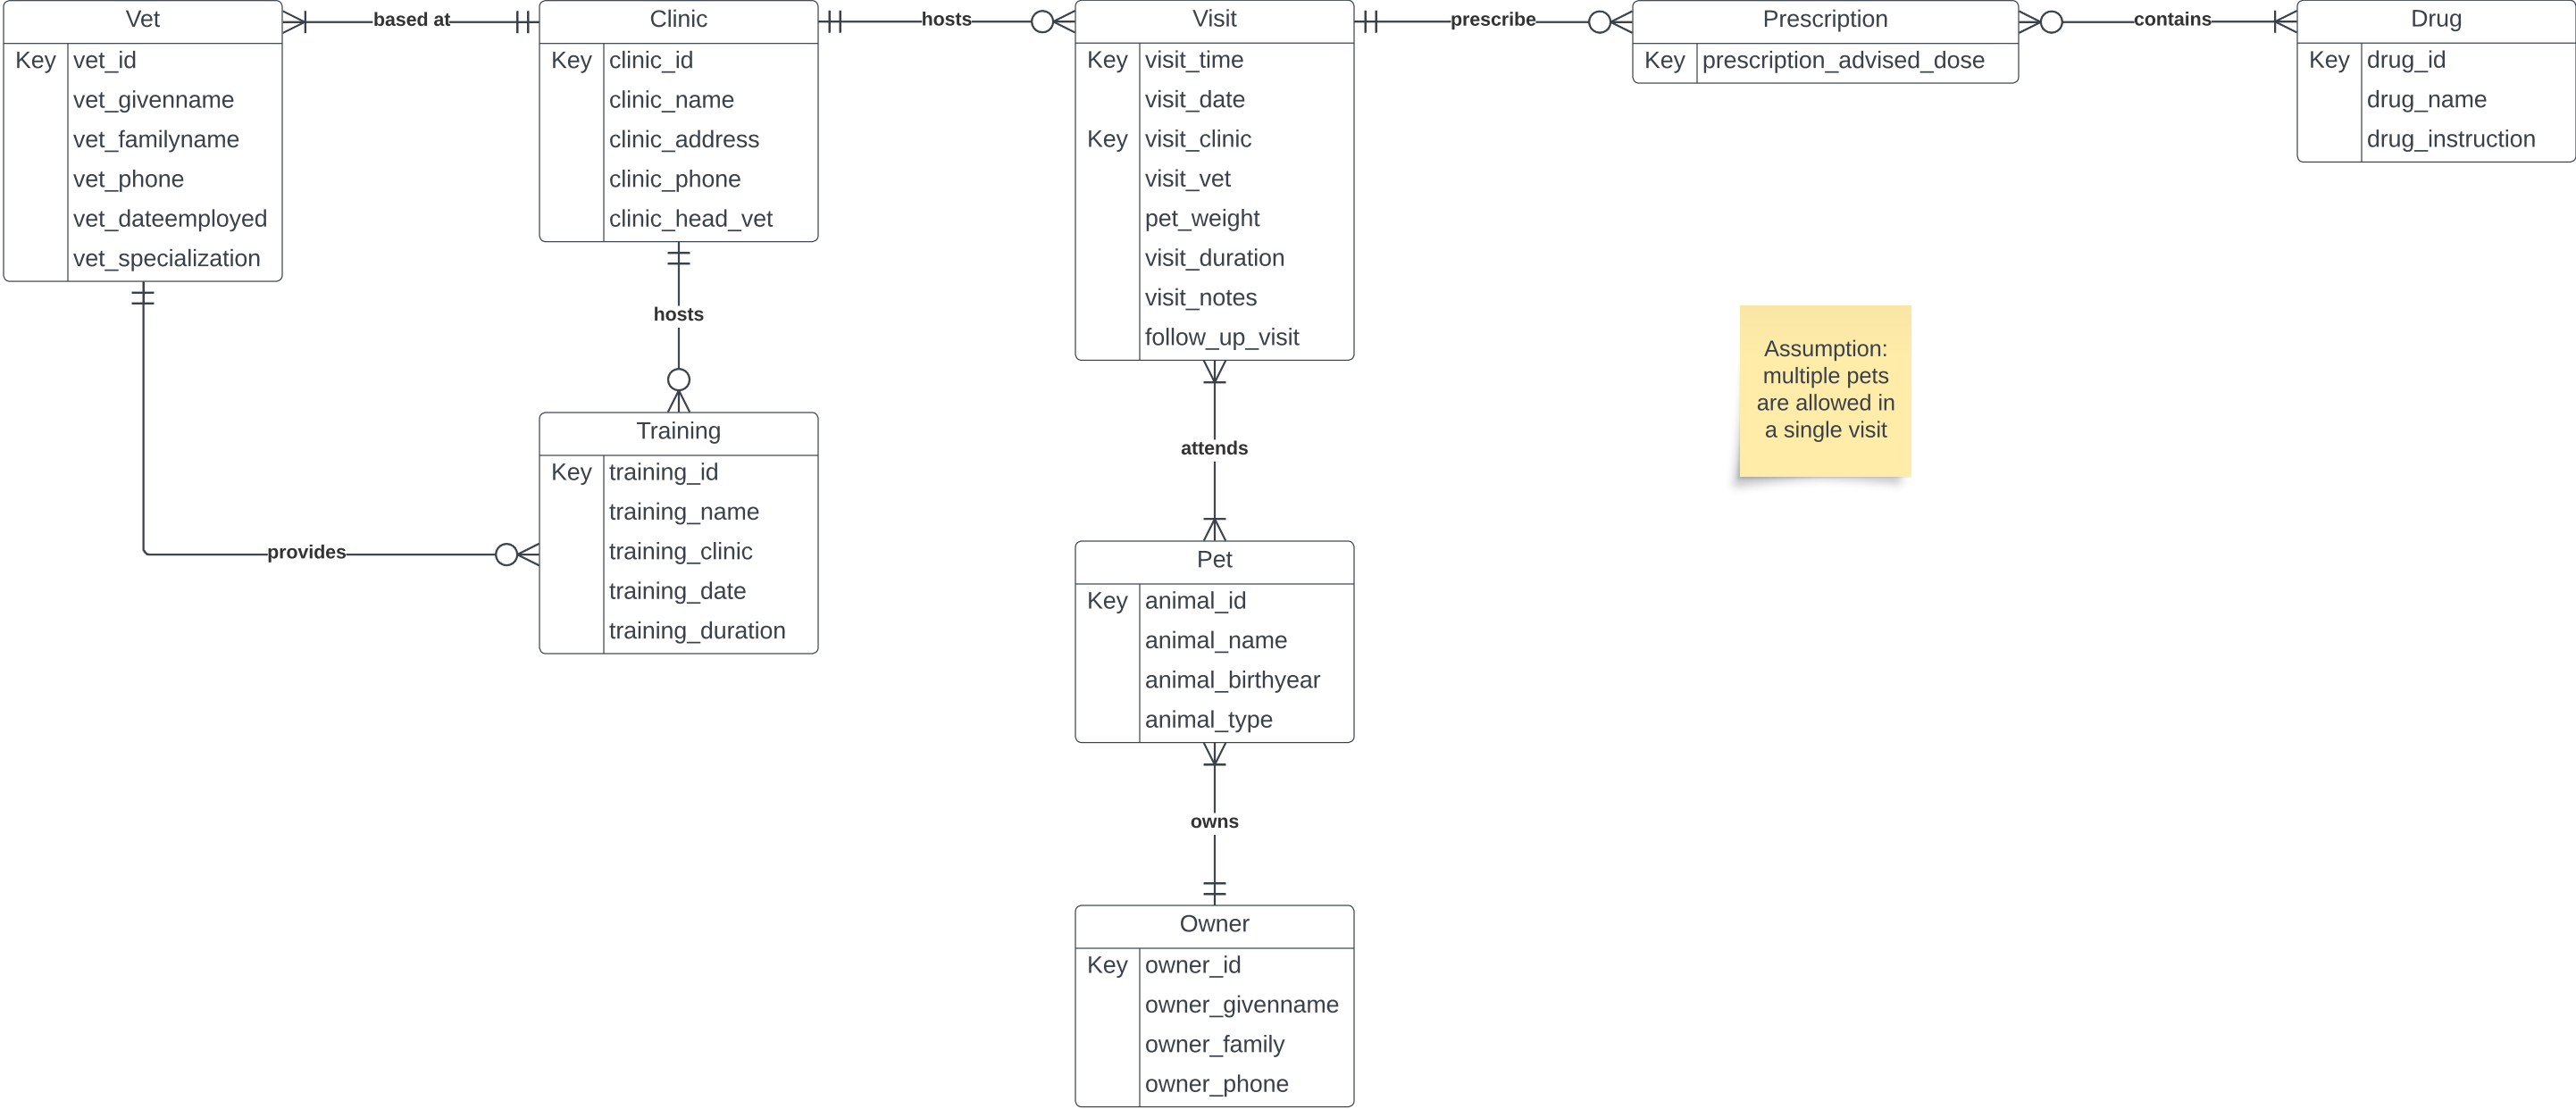 Vet
Key vet_id
vet_givenname
vet_familyname
vet_phone
vet_dateemployed
vet_specialization
based at
Clinic
Key clinic_id
clinic_name
clinic_address
clinic_phone
clinic_head_vet
hosts
Visit
Key visit_time
visit_date
Key visit_clinic
visit_vet
pet_weight
visit_duration
visit_notes
follow_up_visit
prescribe
Prescription
Key prescription_advised_dose
contains
Drug
Key drug_id
drug_name
drug_instruction
hosts
Training
Key training_id
training_name
training_clinic
training_date
training_duration
provides
attends
Assumption:
multiple pets
are allowed in
a single visit
Pet
Key animal_id
animal_name
animal_birthyear
animal_type
owns
Owner
Key owner_id
owner_givenname
owner_family
owner_phone